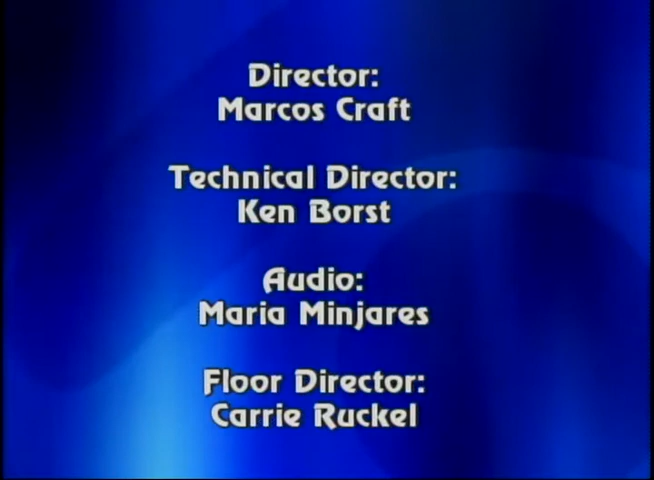 Director:
Marcos Craft
Technical Director:
Ken Borst
Audio:
Maria Minjares
Floor Director:
Carrie Ruckel